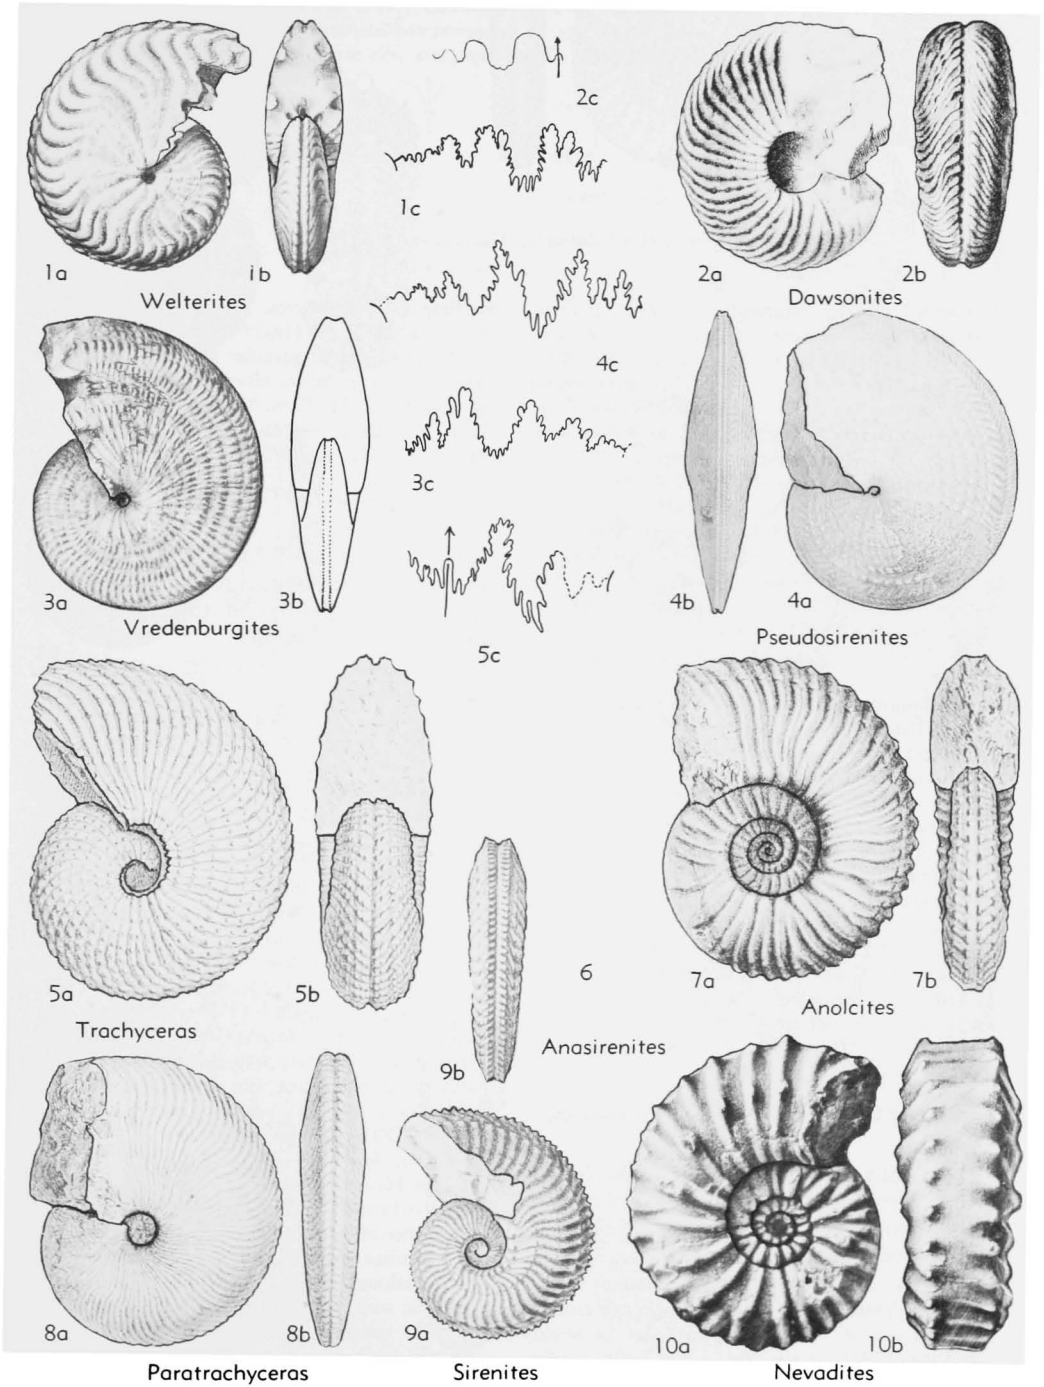 2c
1c
1a
1b
2a
2b
Welterites
Dawsonites
4c
3c
3a
3b
4b
4a
Vredenburgites
Pseudosirenites
5c
5a
5b
6
7a
7b
Trachyceras
Anolcites
Anasirenites
9b
8a
8b
9a
10a
10b
Paratrachyceras
Sirenites
Nevadites